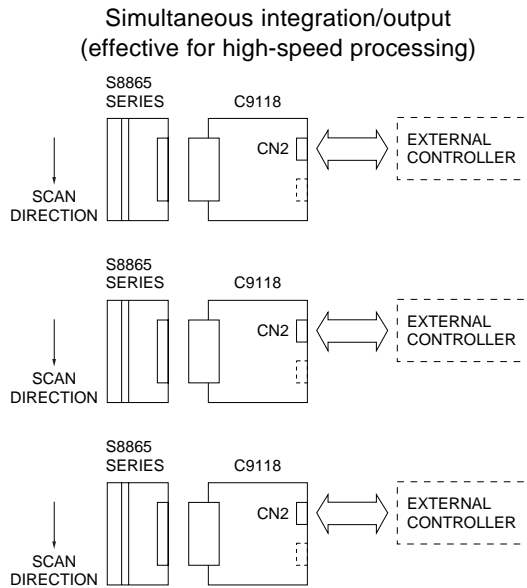 Simultaneous integration/output
(effective for high-speed processing)
S8865
SERIES
C9118
CN2
EXTERNAL
CONTROLLER
SCAN
DIRECTION
S8865
SERIES
C9118
CN2
EXTERNAL
CONTROLLER
SCAN
DIRECTION
S8865
SERIES
C9118
CN2
EXTERNAL
CONTROLLER
SCAN
DIRECTION